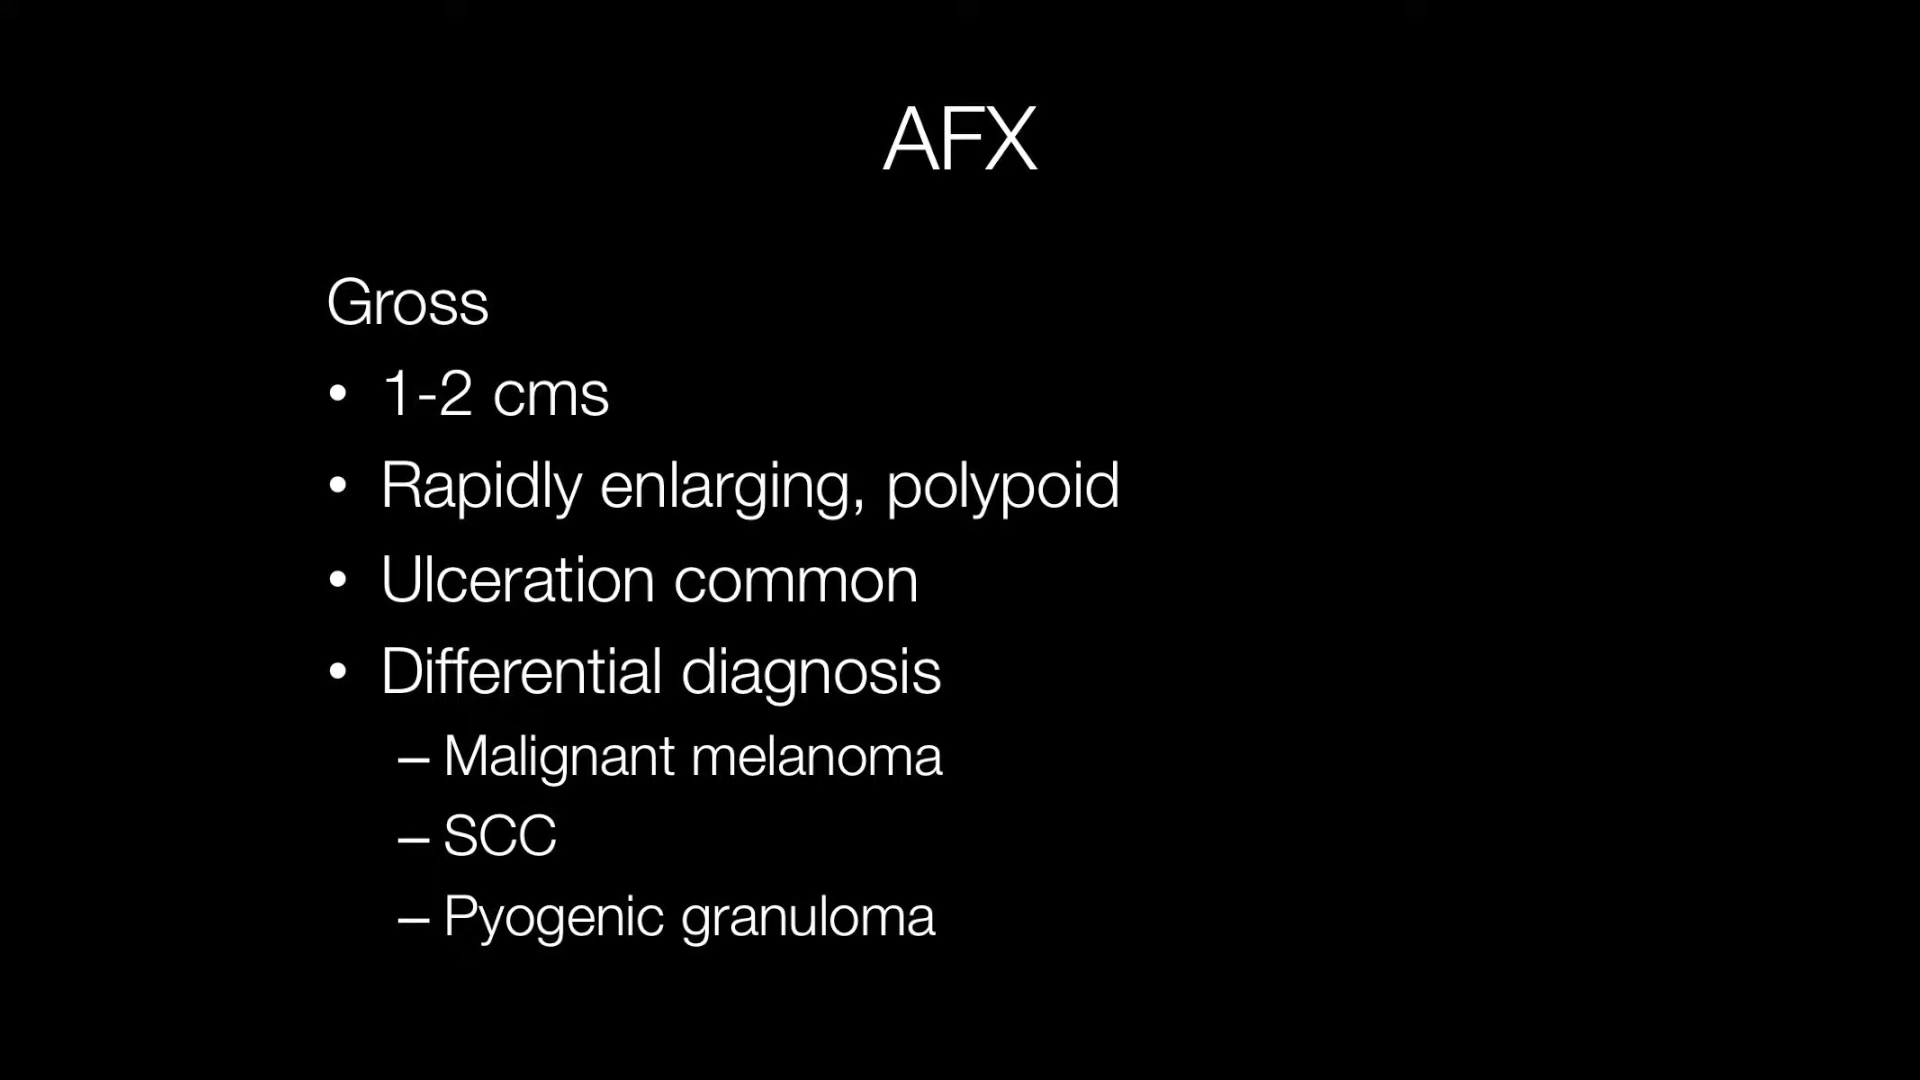 AFX
Gross
• 1-2 cms
• Rapidly enlarging, polypoid
• Ulceration common
• Differential diagnosis
– Malignant melanoma
– SCC
– Pyogenic granuloma